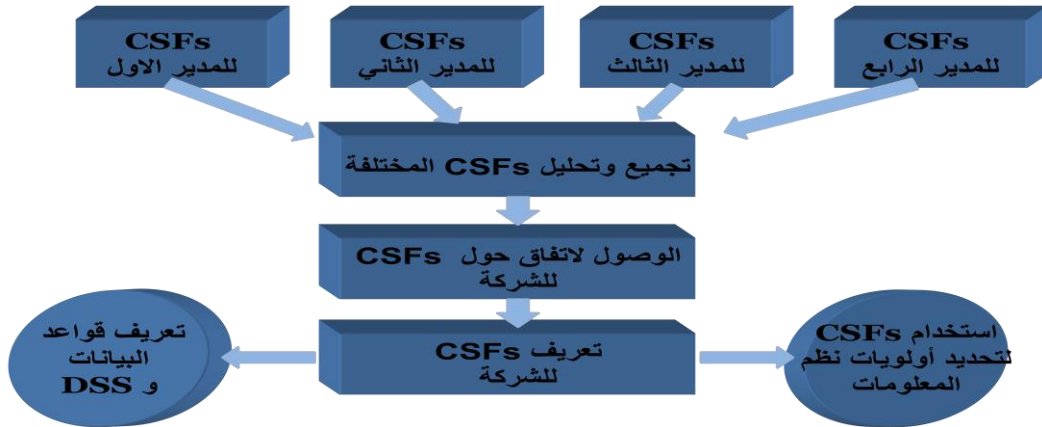 CSFs
للمدير الاول
CSFs
للمدير الثاني
CSFs
للمدير الثالث
CSFs
للمدير الرابع
تجميع وتحليل CSFs المختلفة
الوصول لاتفاق حول CSFs
للشركة
تعريف CSFs
للشركة
تعريف قواعد
البيانات
و DSS
استخدام CSFs
لتحديد أولويات نظم
المعلومات